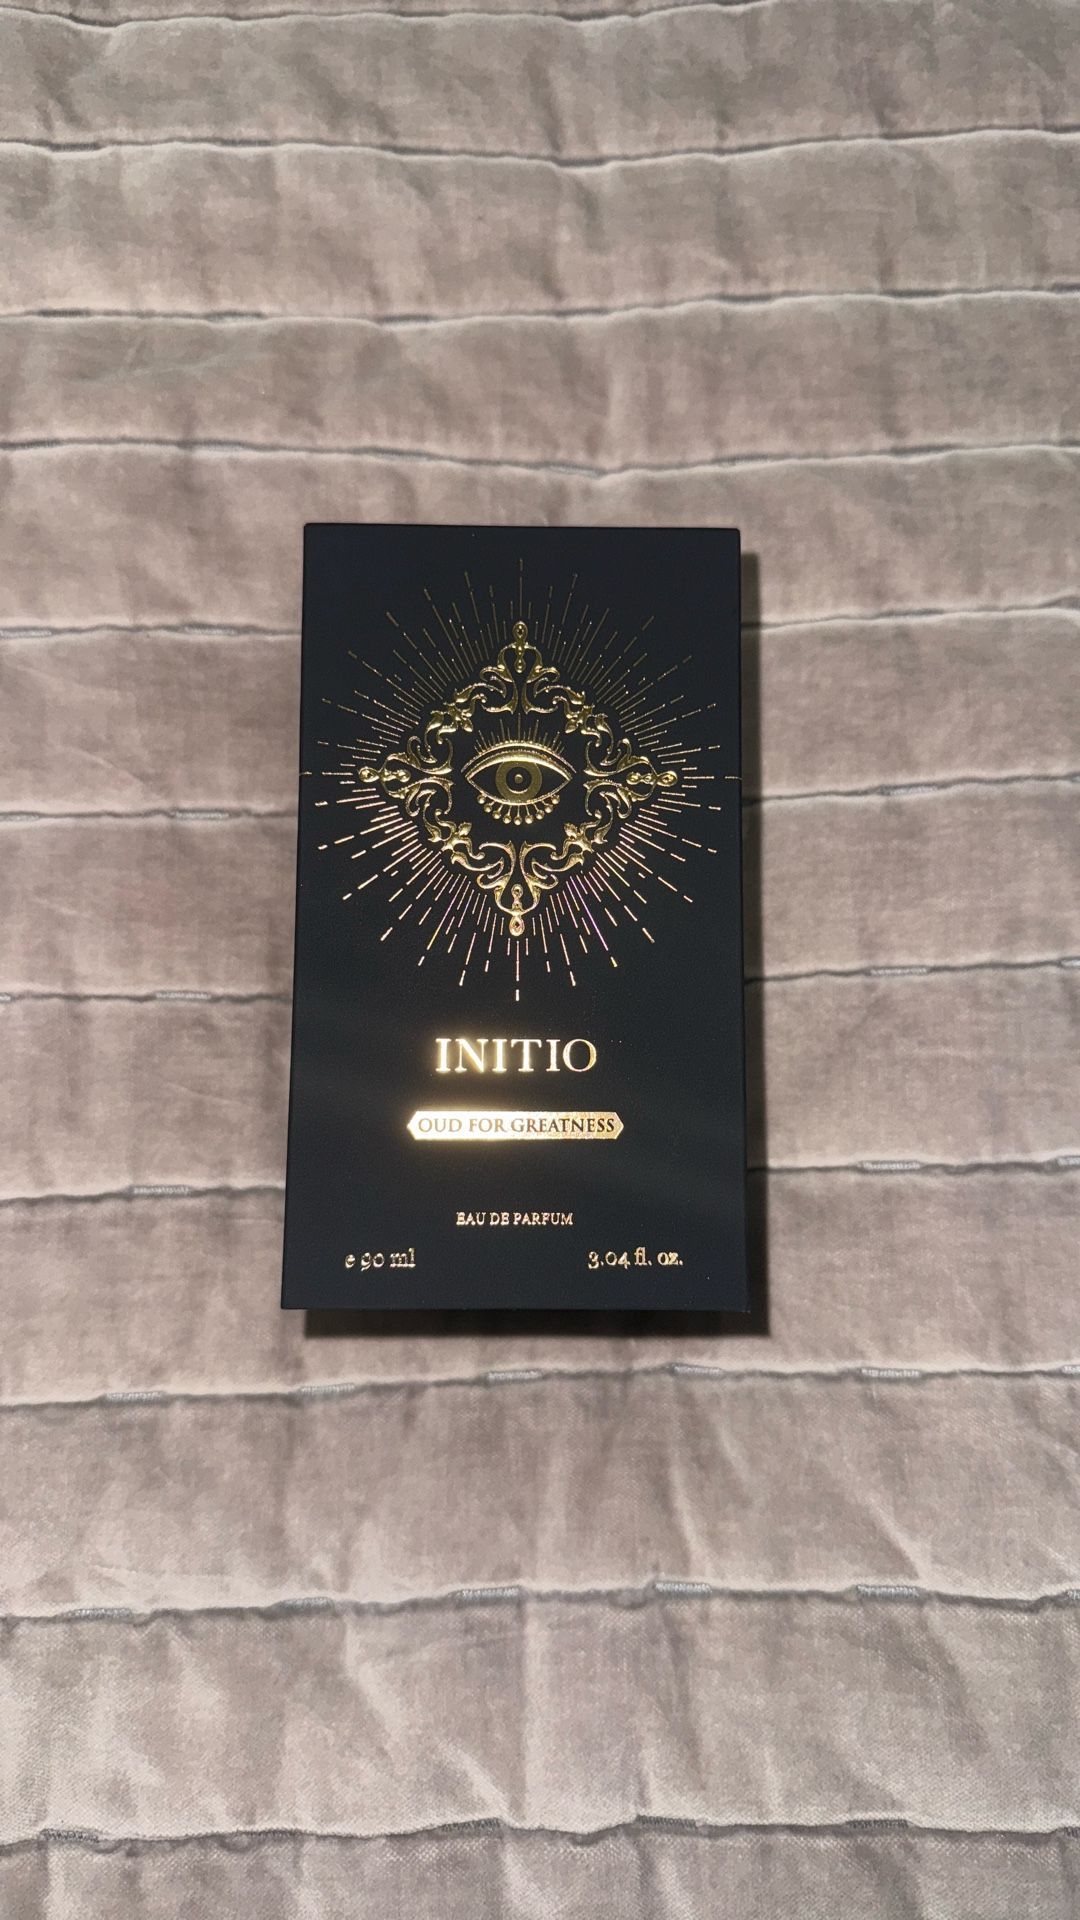 INITIO
OUD FOR GREATNESS
EAU DE PARFUM
e 90 ml 3.04 fl. oz.